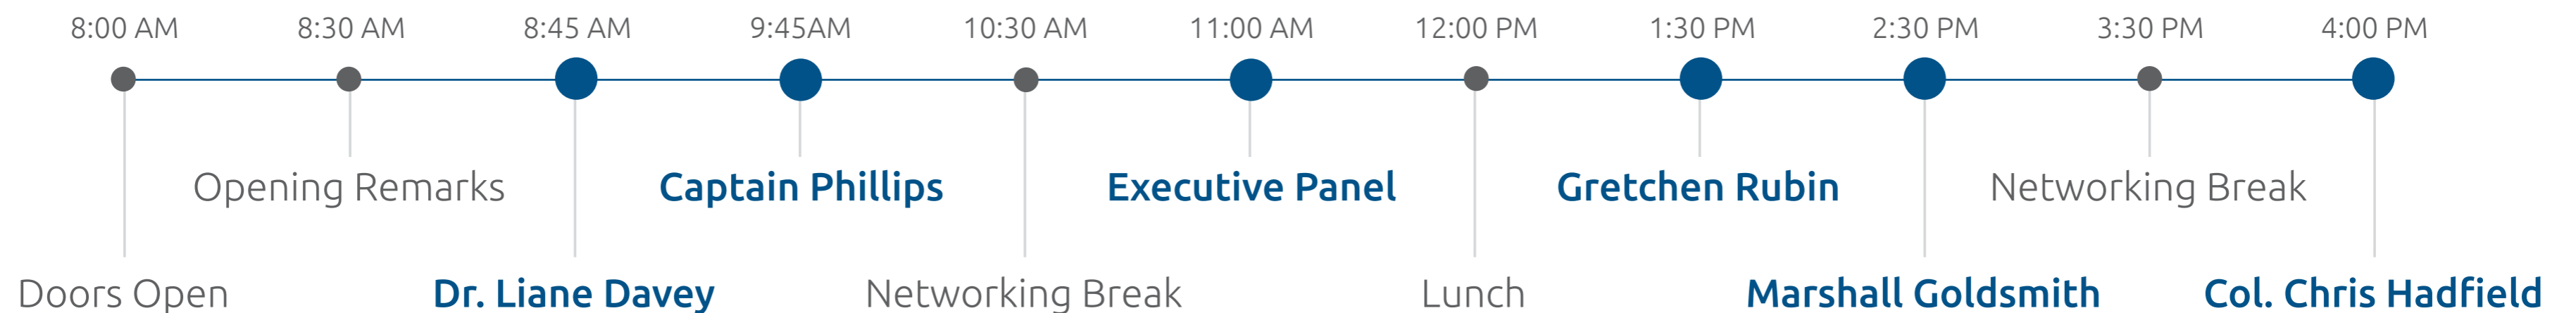 8:00 AM 8:30 AM 8:45 AM 9:45AM 10:30 AM 11:00 AM 12:00 PM 1:30 PM 2:30 PM 3:30 PM 4:00 PM
Opening Remarks Captain Phillips Executive Panel Gretchen Rubin Networking Break
Doors Open Dr. Liane Davey Networking Break Lunch Marshall Goldsmith Col. Chris Hadfield